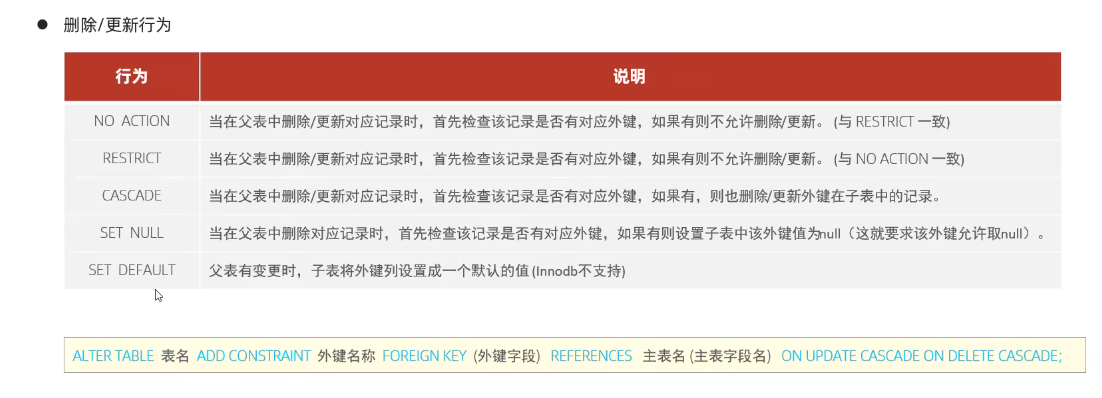 ● 删除/更新行为
行为 说明
NO ACTION 当在父表中删除/更新对应记录时，首先检查该记录是否有对应外键，如果有则不允许删除/更新。 (与 RESTRICT 一致)
RESTRICT 当在父表中删除/更新对应记录时，首先检查该记录是否有对应外键，如果有则不允许删除/更新。 (与 NO ACTION 一致)
CASCADE 当在父表中删除/更新对应记录时，首先检查该记录是否有对应外键，如果有，则也删除/更新外键在子表中的记录。
SET NULL 当在父表中删除对应记录时，首先检查该记录是否有对应外键，如果有则设置子表中该外键值为null（这就要求该外键允许取null）。
SET DEFAULT 父表有变更时，子表将外键列设置成一个默认的值 (Innodb不支持)
ALTER TABLE 表名 ADD CONSTRAINT 外键名称 FOREIGN KEY (外键字段) REFERENCES 主表名 (主表字段名) ON UPDATE CASCADE ON DELETE CASCADE;